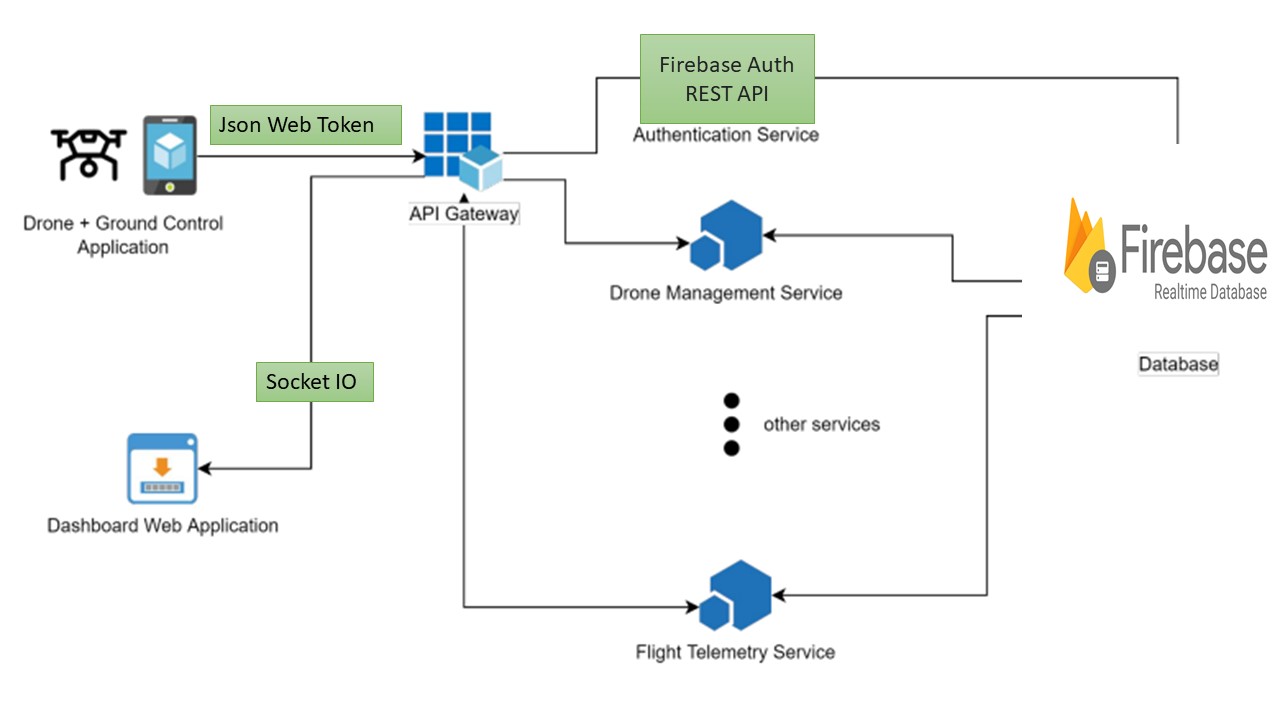 Firebase Auth
REST API
Authentication Service
Json Web Token
API Gateway
Drone + Ground Control
Application
Drone Management Service
Firebase
Realtime Database
Database
Socket IO
other services
Dashboard Web Application
Flight Telemetry Service